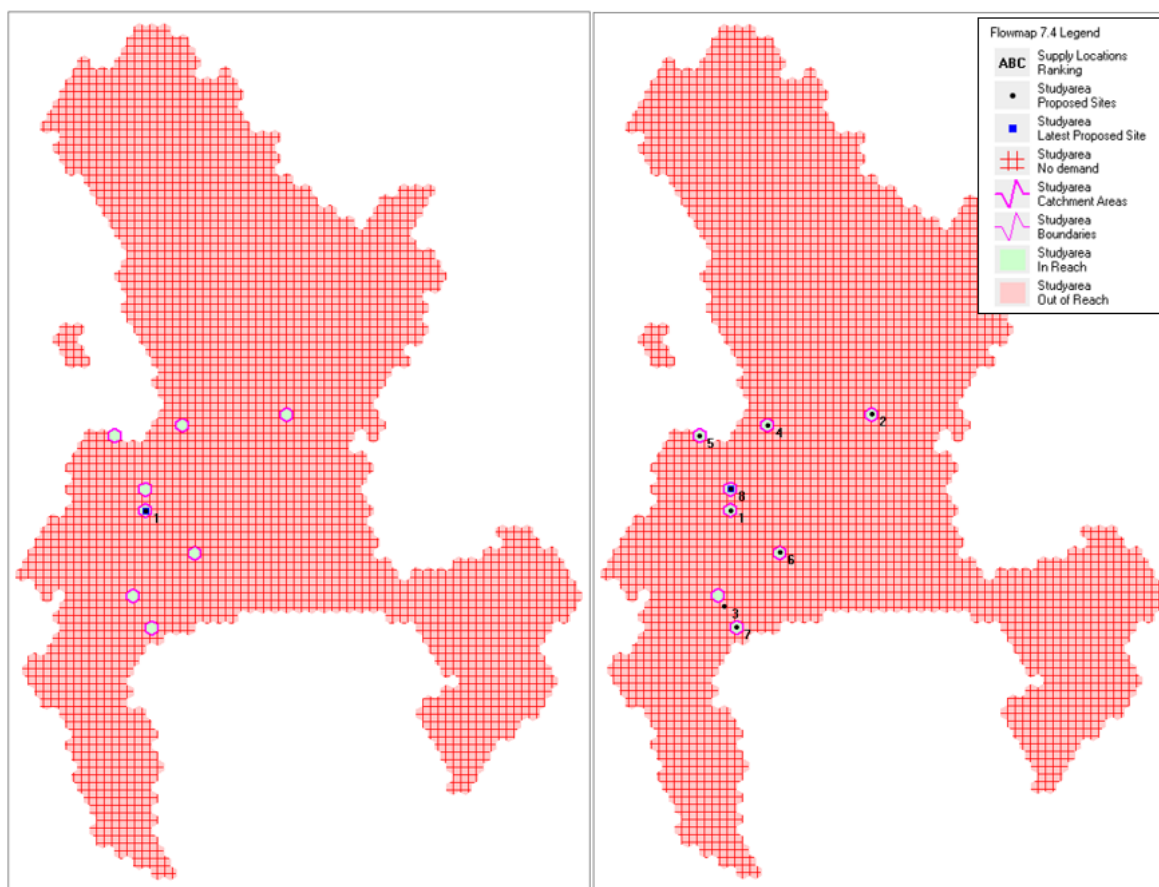 1
Flowmap 7.4 Legend
ABC
Supply Locations
Ranking
Studyarea
Proposed Sites
Studyarea
Latest Proposed Site
Studyarea
No demand
Studyarea
Catchment Areas
Studyarea
Boundaries
Studyarea
In Reach
Studyarea
Out of Reach
2
4
5
8
1
6
3
7